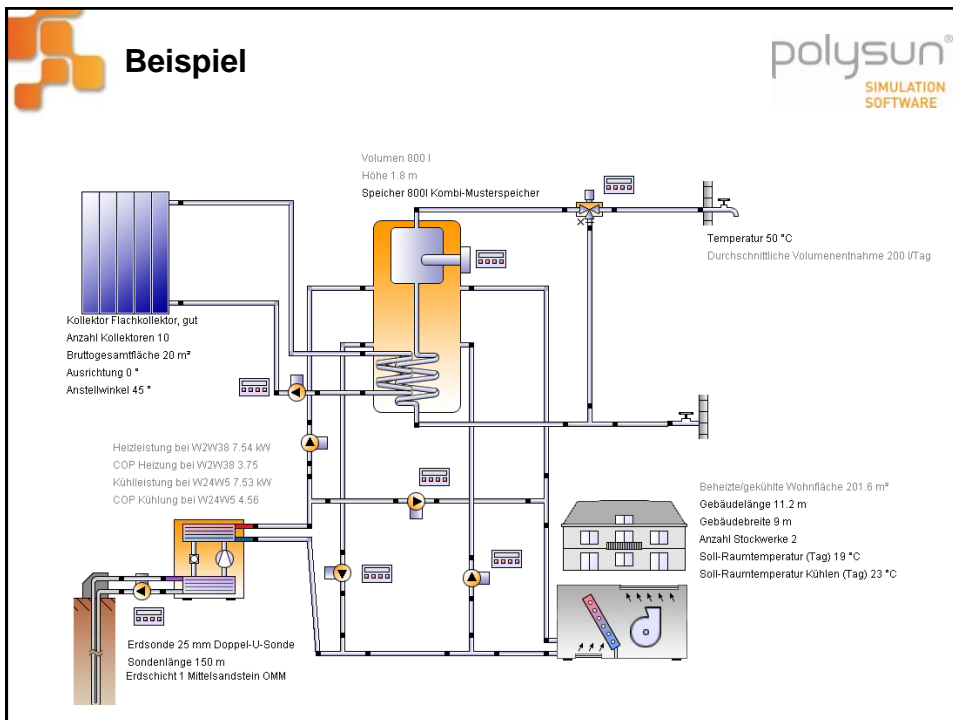 Beispiel
polysun®
SIMULATION
SOFTWARE
Volumen 800 l
Höhe 1.8 m
Speicher 800l Kombi-Musterspeicher
Temperatur 50 °C
Durchschnittliche Volumenentnahme 200 l/Tag
Kollektor Flachkollektor, gut
Anzahl Kollektoren 10
Bruttogesamtfläche 20 m²
Ausrichtung 0 °
Anstellwinkel 45 °
Heizleistung bei W2W38 7.54 kW
COP Heizung bei W2W38 3.75
Kühlleistung bei W24W5 7.53 kW
COP Kühlung bei W24W5 4.56
Beheizte/gekühlte Wohnfläche 201.6 m²
Gebäudelänge 11.2 m
Gebäudebreite 9 m
Anzahl Stockwerke 2
Soll-Raumtemperatur (Tag) 19 °C
Soll-Raumtemperatur Kühlen (Tag) 23 °C
Erdsonde 25 mm Doppel-U-Sonde
Sondenlänge 150 m
Erdschicht 1 Mittelsandstein OMM